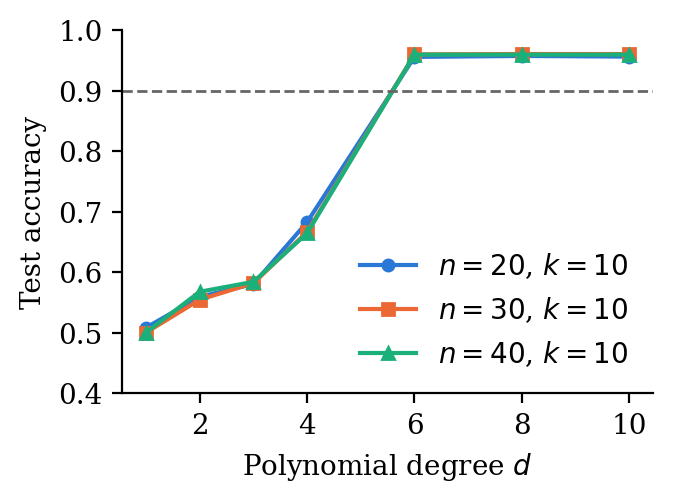 1.0
0.9
0.8
0.7
0.6
0.5
0.4
Test accuracy
n = 20, k = 10
n = 30, k = 10
n = 40, k = 10
2 4 6 8 10
Polynomial degree d